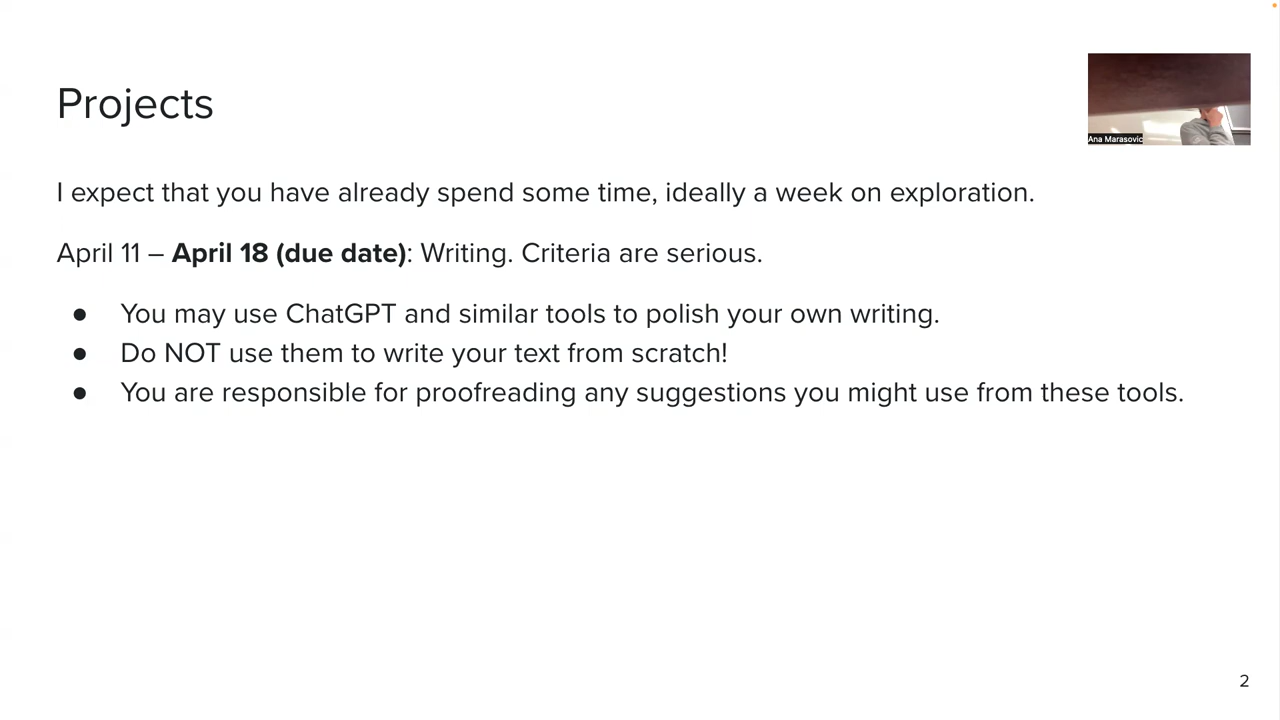 Projects
Ana Marasovic
I expect that you have already spend some time, ideally a week on exploration.
April 11 – April 18 (due date): Writing. Criteria are serious.
● You may use ChatGPT and similar tools to polish your own writing.
● Do NOT use them to write your text from scratch!
● You are responsible for proofreading any suggestions you might use from these tools.
2